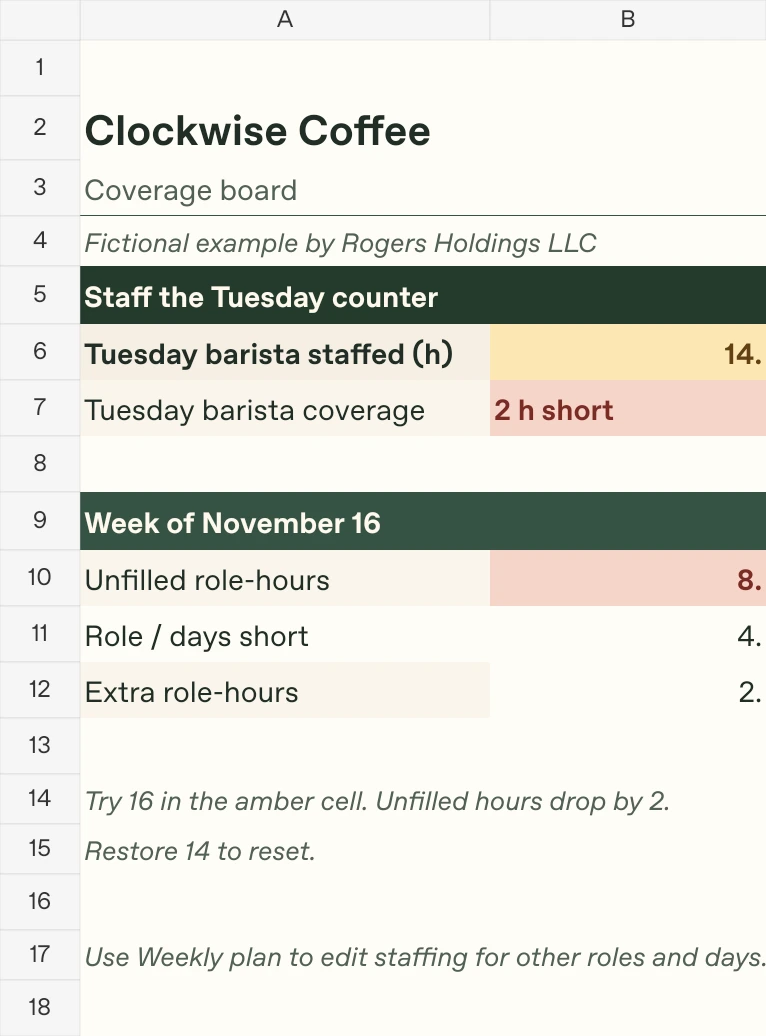 A B
1
2 Clockwise Coffee
3 Coverage board
4 Fictional example by Rogers Holdings LLC
5 Staff the Tuesday counter
6 Tuesday barista staffed (h) 14.
7 Tuesday barista coverage 2 h short
8
9 Week of November 16
10 Unfilled role-hours 8.
11 Role / days short 4.
12 Extra role-hours 2.
13
14 Try 16 in the amber cell. Unfilled hours drop by 2.
15 Restore 14 to reset.
16
17 Use Weekly plan to edit staffing for other roles and days.
18